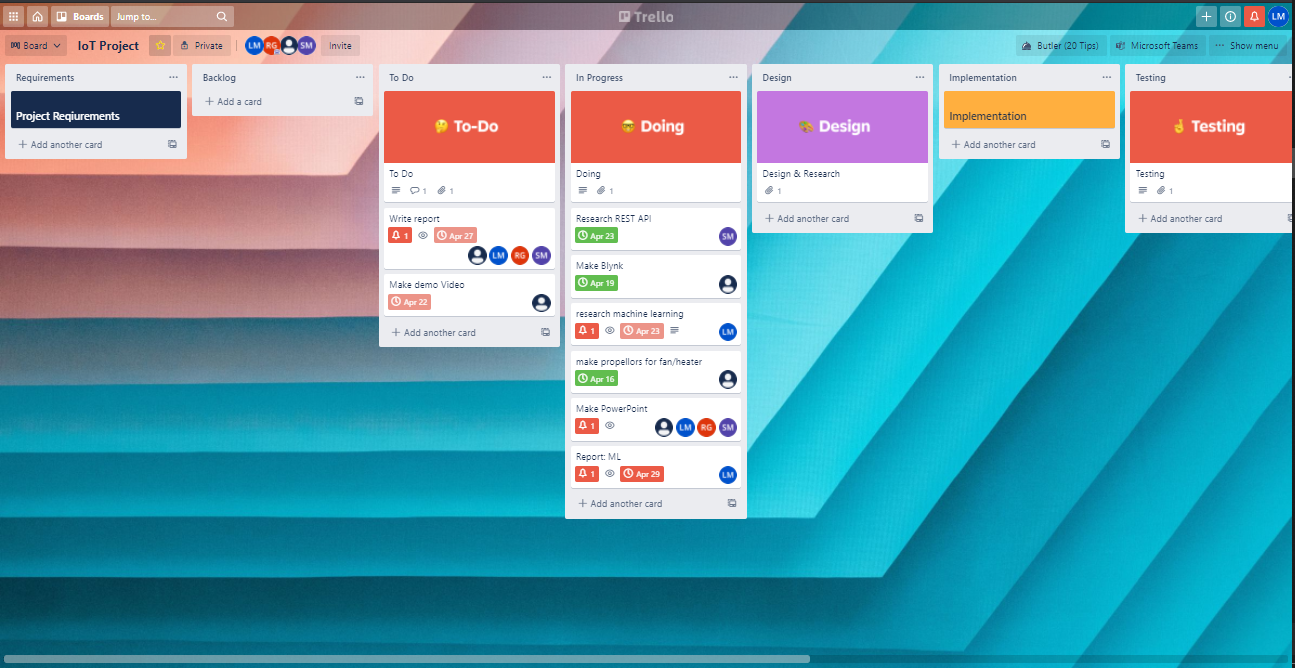 Boards
Jump to...
Trello
LM
Board
IoT Project
Private
LM
RG
SM
Invite
Butler (20 Tips)
Microsoft Teams
Show menu
Requirements
Project Reqiurements
Add another card
Backlog
Add a card
To Do
To-Do
To Do
1
1
Write report
1
Apr 27
LM
RG
SM
Make demo Video
Apr 22
Add another card
In Progress
Doing
Doing
1
Research REST API
Apr 23
SM
Make Blynk
Apr 19
research machine learning
1
Apr 23
LM
make propellors for fan/heater
Apr 16
Make PowerPoint
1
LM
RG
SM
Report: ML
1
Apr 29
LM
Add another card
Design
Design
Design & Research
1
Add another card
Implementation
Implementation
Add another card
Testing
Testing
Testing
1
Add another card